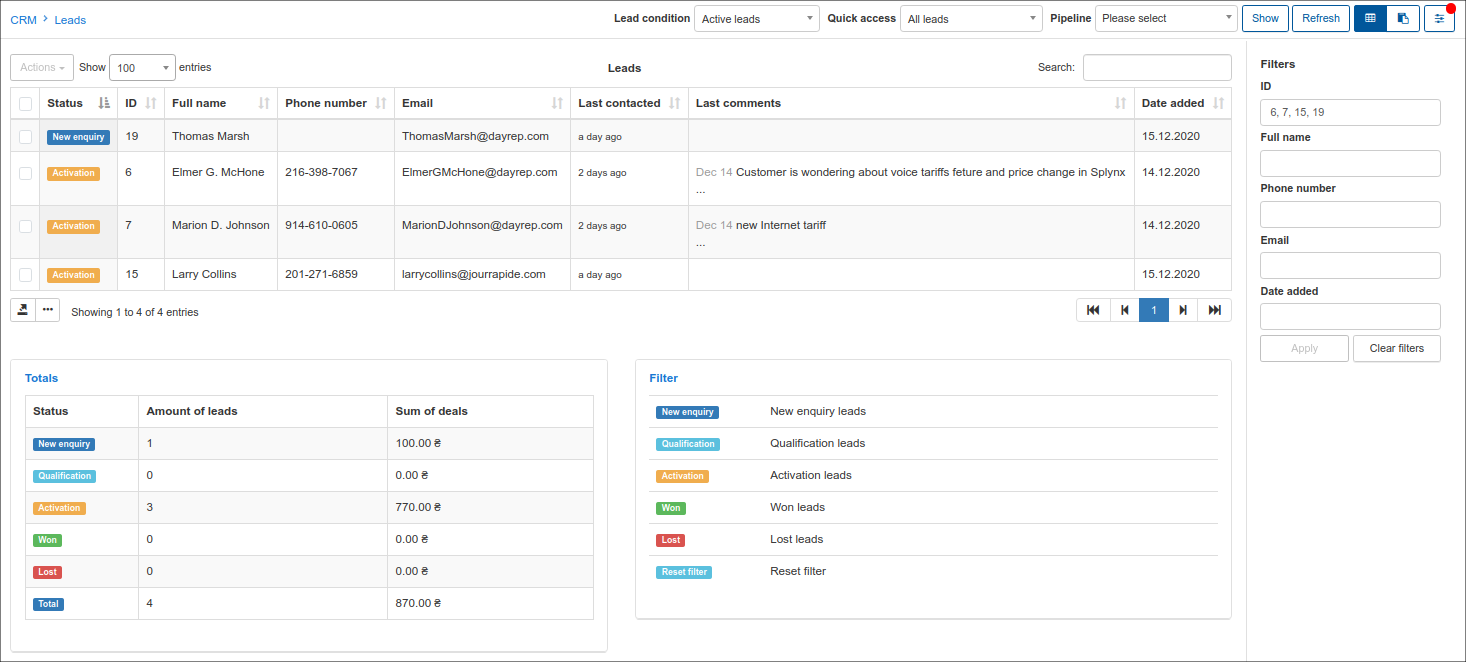 CRM > Leads
Lead condition Active leads Quick access All leads Pipeline Please select Show Refresh
Actions Show 100 entries Leads Search:
Status ID Full name Phone number Email Last contacted Last comments Date added
New enquiry 19 Thomas Marsh ThomasMarsh@dayrep.com a day ago 15.12.2020
Activation 6 Elmer G. McHone 216-398-7067 ElmerGMcHone@dayrep.com 2 days ago Dec 14 Customer is wondering about voice tariffs feture and price change in Splynx 14.12.2020
...
Activation 7 Marion D. Johnson 914-610-0605 MarionDJohnson@dayrep.com 2 days ago Dec 14 new Internet tariff 14.12.2020
...
Activation 15 Larry Collins 201-271-6859 larrycollins@jourrapide.com a day ago 15.12.2020
Showing 1 to 4 of 4 entries 1
Filters
ID
6, 7, 15, 19
Full name
Phone number
Email
Date added
Apply Clear filters
Totals
Status Amount of leads Sum of deals
New enquiry 1 100.00 ₴
Qualification 0 0.00 ₴
Activation 3 770.00 ₴
Won 0 0.00 ₴
Lost 0 0.00 ₴
Total 4 870.00 ₴
Filter
New enquiry New enquiry leads
Qualification Qualification leads
Activation Activation leads
Won Won leads
Lost Lost leads
Reset filter Reset filter